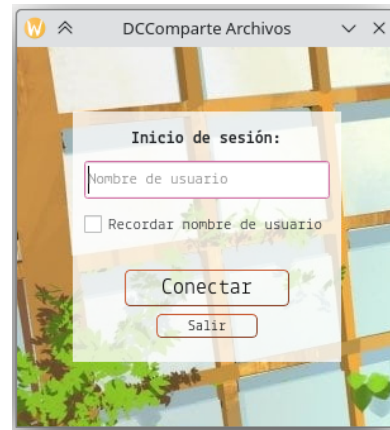 DCComparte Archivos
Inicio de sesión:
Nombre de usuario
Recordar nombre de usuario
Conectar
Salir